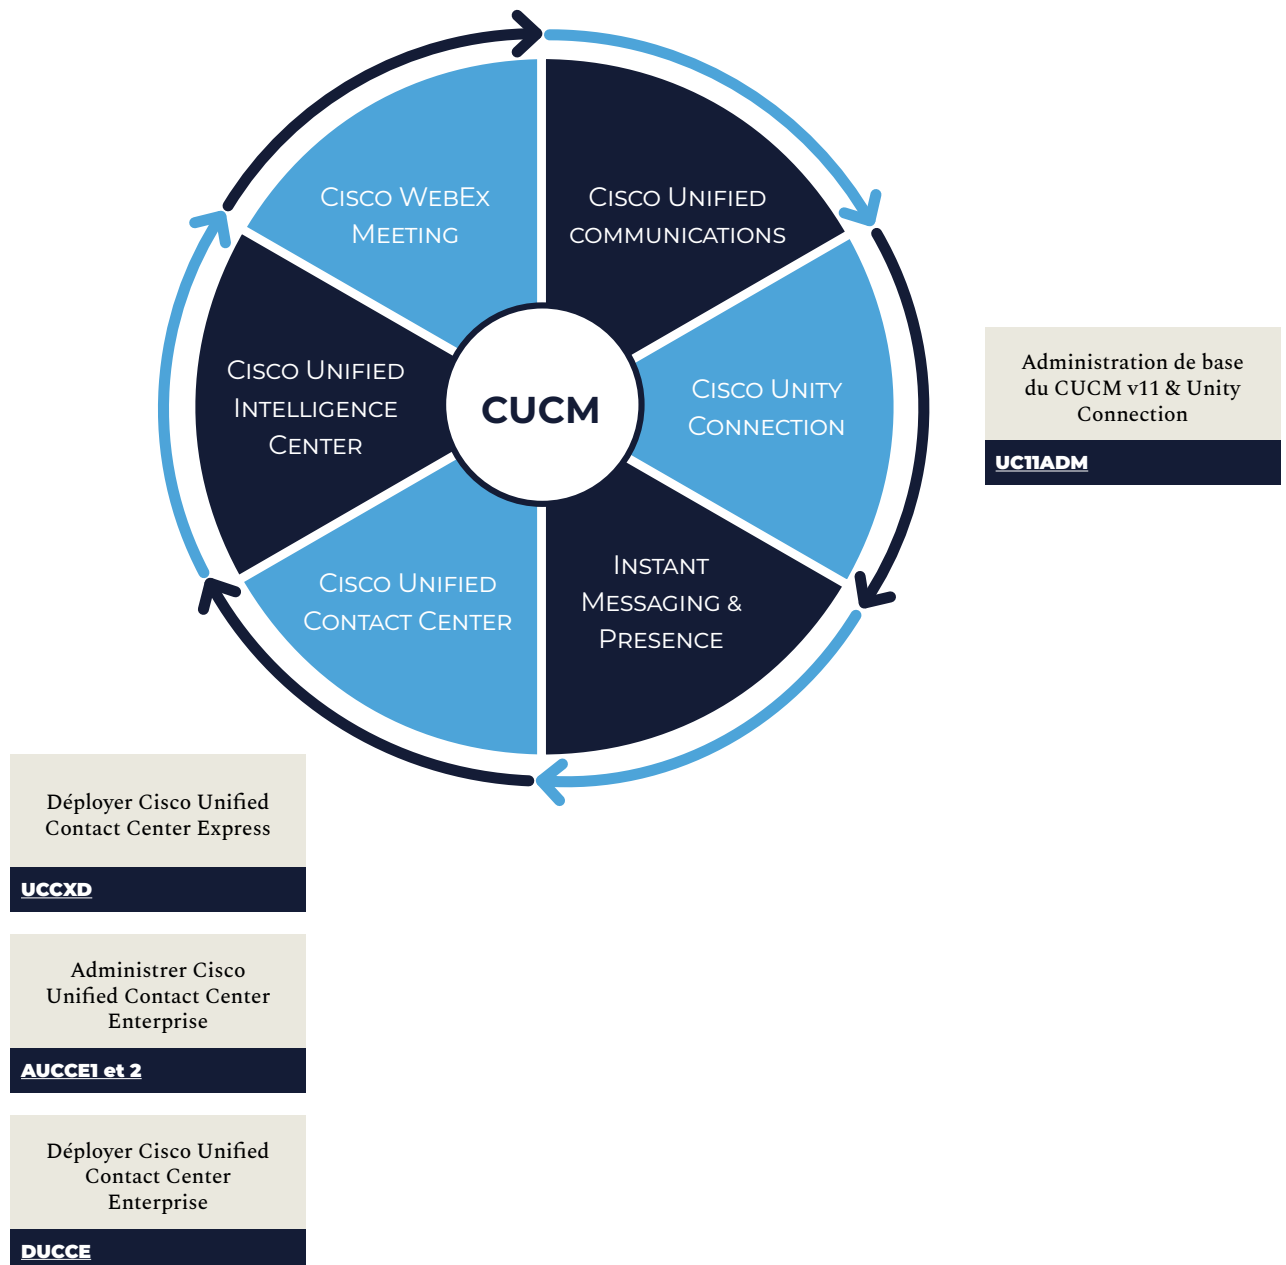 Cisco WebEx
Meeting
Cisco Unified
communications
Cisco Unified
Intelligence
Center
CUCM
Cisco Unity
Connection
Cisco Unified
Contact Center
Instant
Messaging &
Presence
Administration de base
du CUCM v11 & Unity
Connection
UC11ADM
Déployer Cisco Unified
Contact Center Express
UCCXD
Administrer Cisco
Unified Contact Center
Enterprise
AUCCE1 et 2
Déployer Cisco Unified
Contact Center
Enterprise
DUCCE